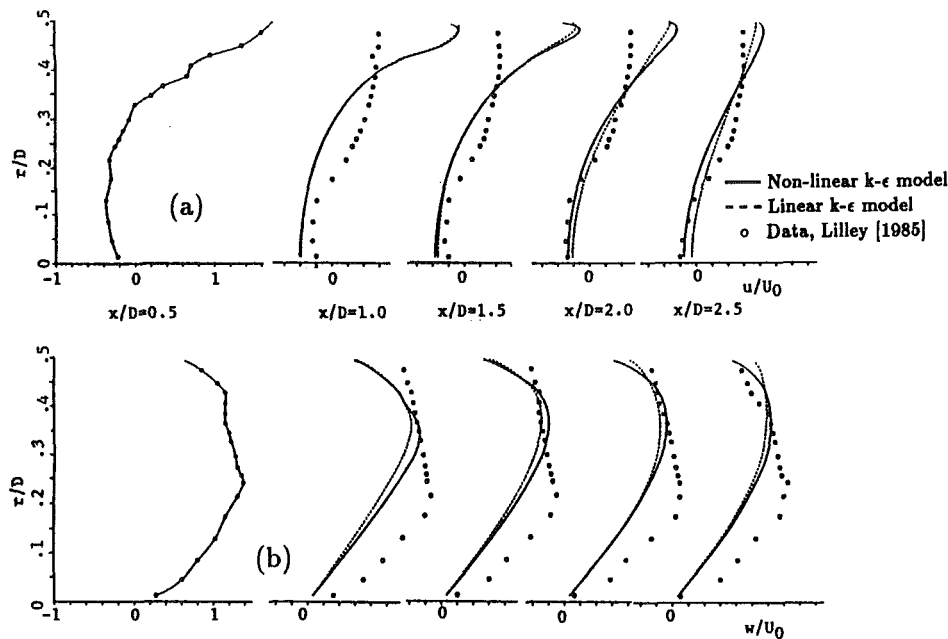 .5
.4
.3
.2
.1
0
r/D
(a)
-1 0 1 0 0 0 0
u/U0
Non-linear k-ε model
Linear k-ε model
o Data, Lilley [1985]
x/D=0.5 x/D=1.0 x/D=1.5 x/D=2.0 x/D=2.5
.5
.4
.3
.2
.1
0
r/D
(b)
-1 0 1 0 0 0 0
w/U0